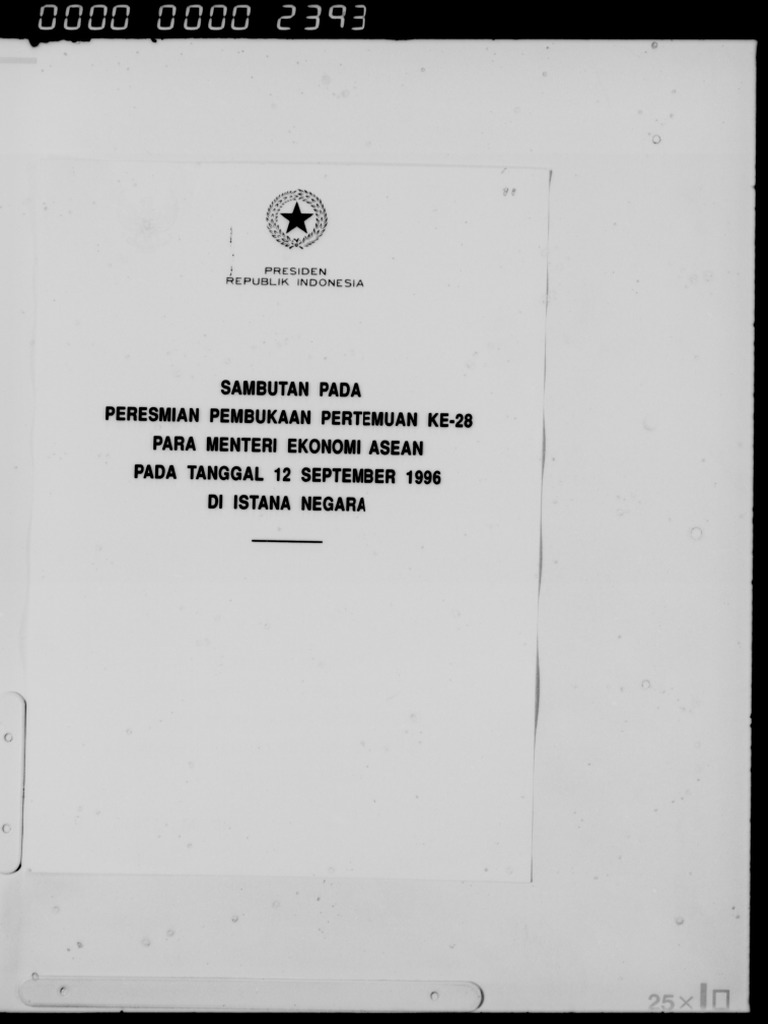 0000 0000 2393
PRESIDEN
REPUBLIK INDONESIA
SAMBUTAN PADA
PERESMIAN PEMBUKAAN PERTEMUAN KE-28
PARA MENTERI EKONOMI ASEAN
PADA TANGGAL 12 SEPTEMBER 1996
DI ISTANA NEGARA
25×